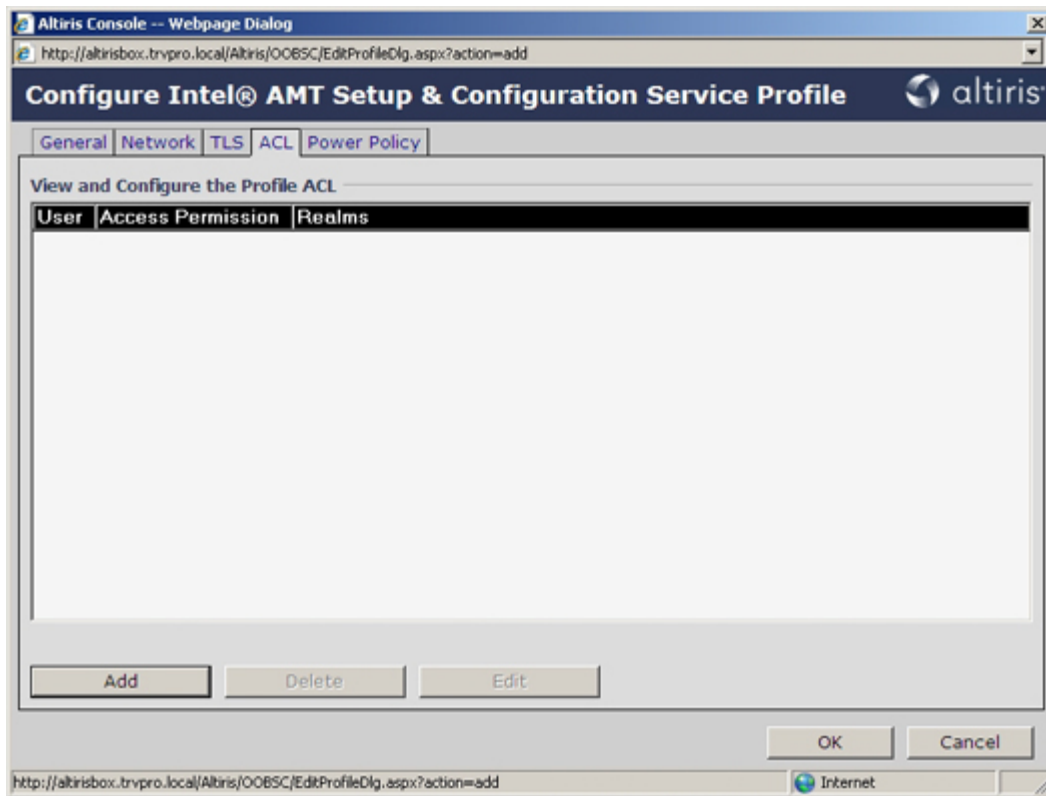 Altiris Console -- Webpage Dialog
http://altirisbox.trvpro.local/Altiris/OOBSC/EditProfileDlg.aspx?action=add
Configure Intel® AMT Setup & Configuration Service Profile altiris
General Network TLS ACL Power Policy
View and Configure the Profile ACL
User Access Permission Realms
Add Delete Edit
OK Cancel
http://altirisbox.trvpro.local/Altiris/OOBSC/EditProfileDlg.aspx?action=add Internet